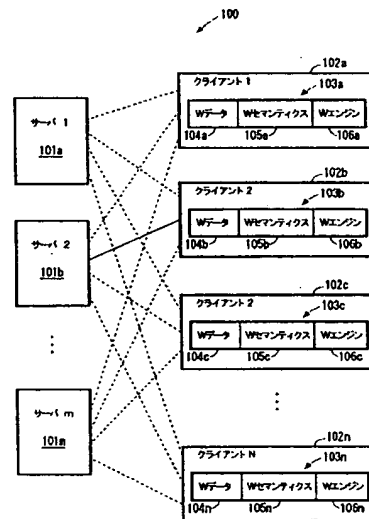 100
サーバ 1
101a
サーバ 2
101b
サーバ m
101m
102a
クライアント 1
103a
Wデータ Wセマンティクス Wエンジン
104a 105a 106a
102b
クライアント2
103b
Wデータ Wセマンティクス Wエンジン
104b 105b 106b
102c
クライアント2
103c
Wデータ Wセマンティクス Wエンジン
104c 105c 106c
102n
クライアント N
103n
Wデータ Wセマンティクス Wエンジン
104n 105n 106n